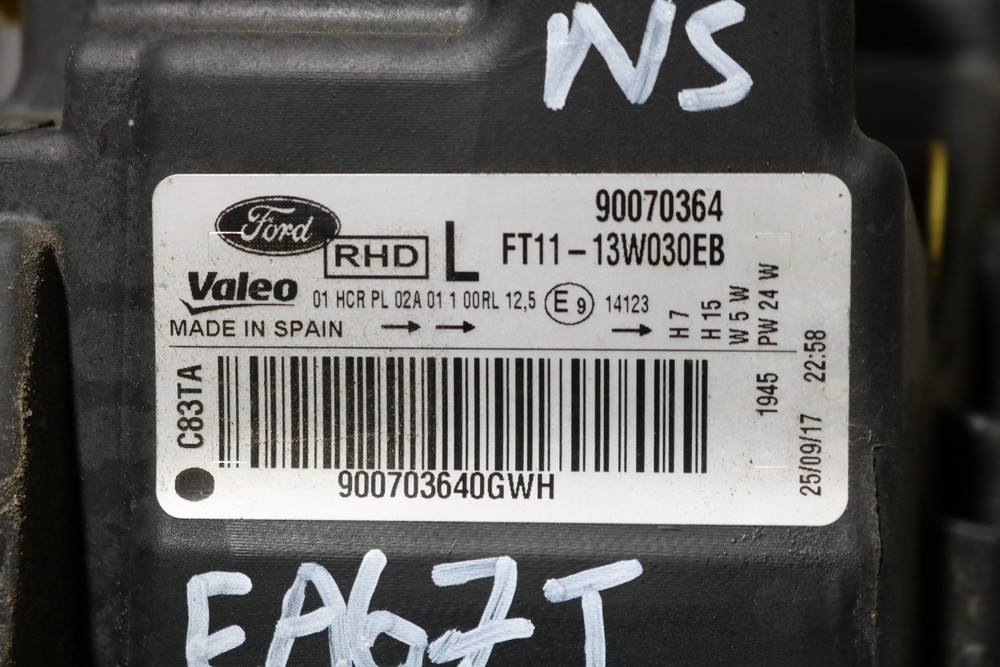 NS
Ford
RHD
L
90070364
FT11-13W030EB
Valeo
01 HCR PL 02A 01 1 00RL 12,5 E9 14123
MADE IN SPAIN → → →
H 7
H 15
W 5 W
PW 24 W
C83TA
1945
25/09/17 22:58
900703640GWH
EA67T